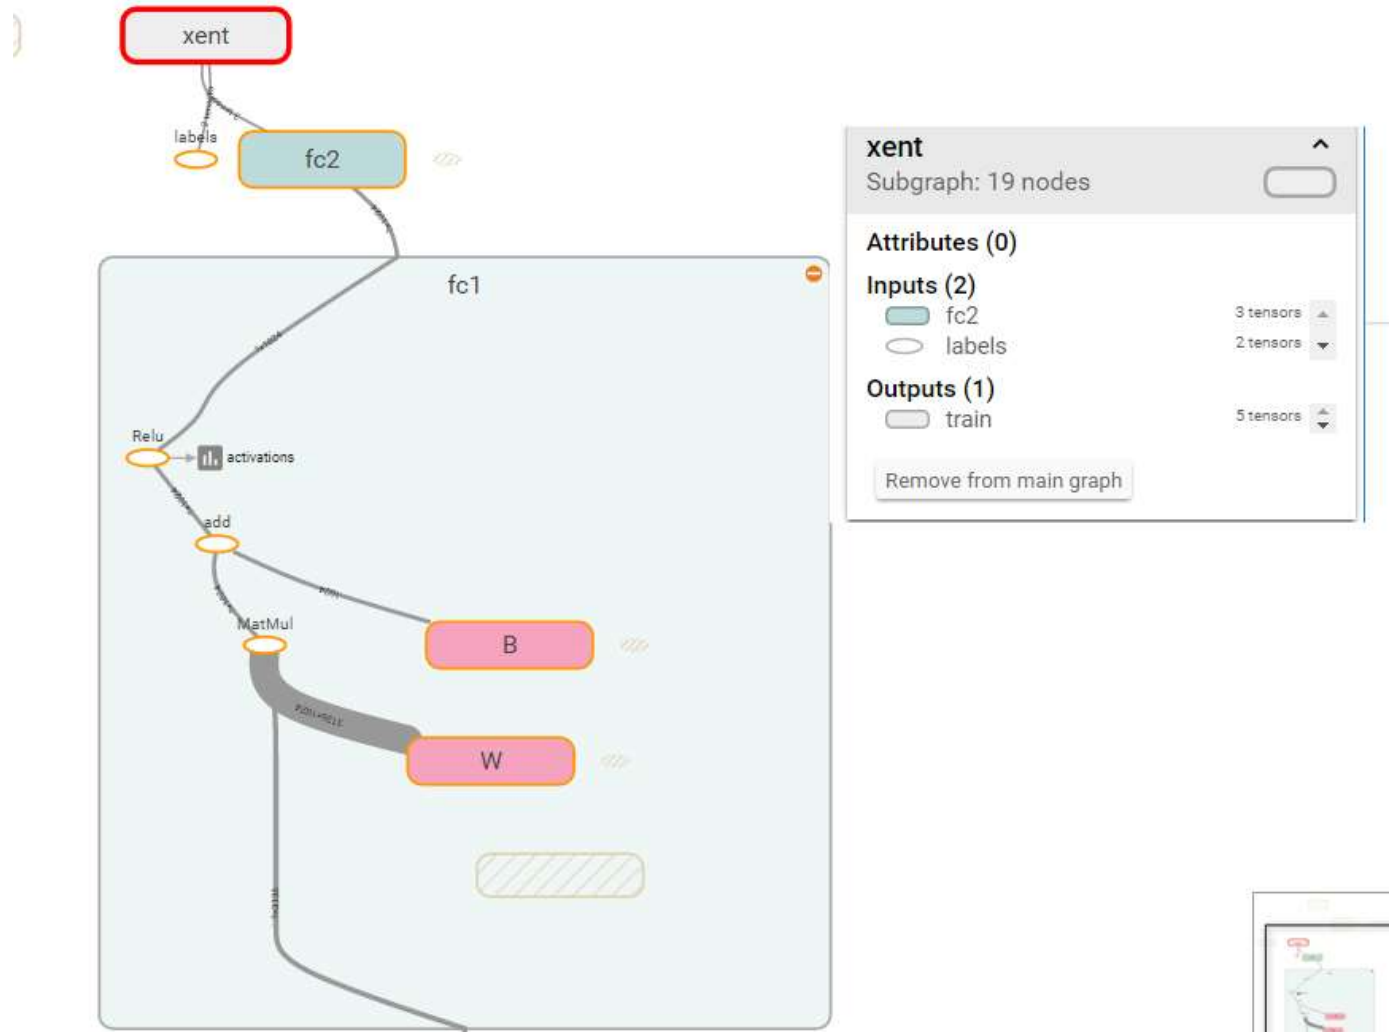 xent
labels
fc2
fc1
Relu
activations
add
MatMul
B
W
xent
Subgraph: 19 nodes
Attributes (0)
Inputs (2)
fc2 3 tensors
labels 2 tensors
Outputs (1)
train 5 tensors
Remove from main graph